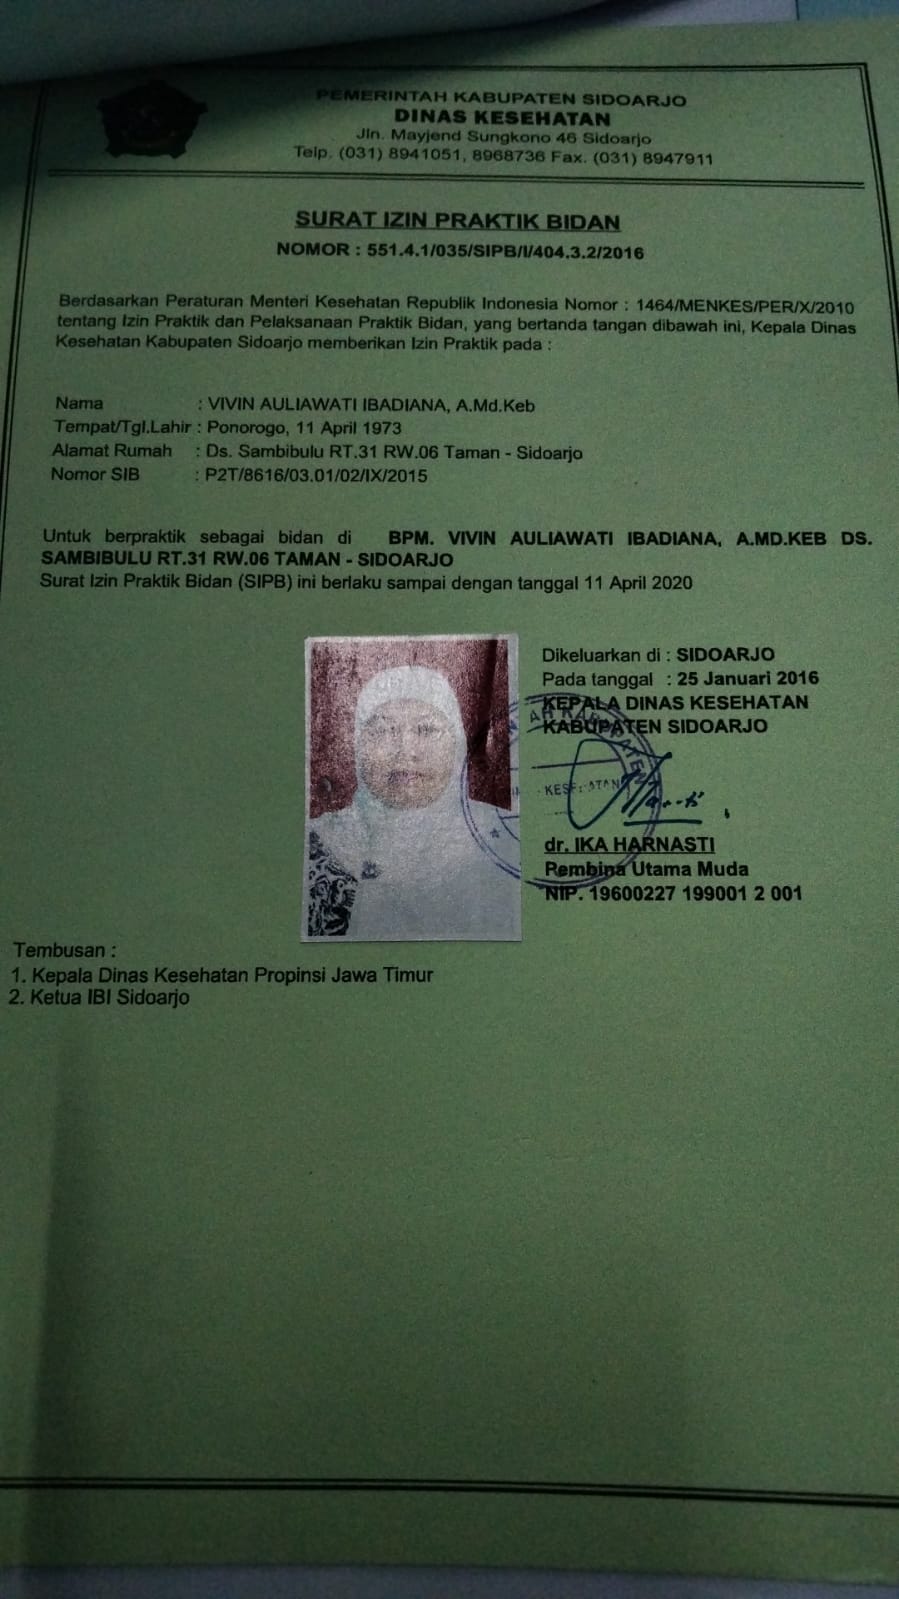 PEMERINTAH KABUPATEN SIDOARJO
DINAS KESEHATAN
Jln. Mayjend Sungkono 46 Sidoarjo
Telp. (031) 8941051, 8968736 Fax. (031) 8947911
SURAT IZIN PRAKTIK BIDAN
NOMOR : 551.4.1/035/SIPB/I/404.3.2/2016
Berdasarkan Peraturan Menteri Kesehatan Republik Indonesia Nomor : 1464/MENKES/PER/X/2010
tentang Izin Praktik dan Pelaksanaan Praktik Bidan, yang bertanda tangan dibawah ini, Kepala Dinas
Kesehatan Kabupaten Sidoarjo memberikan Izin Praktik pada :
Nama : VIVIN AULIAWATI IBADIANA, A.Md.Keb
Tempat/Tgl.Lahir : Ponorogo, 11 April 1973
Alamat Rumah : Ds. Sambibulu RT.31 RW.06 Taman - Sidoarjo
Nomor SIB : P2T/8616/03.01/02/IX/2015
Untuk berpraktik sebagai bidan di BPM. VIVIN AULIAWATI IBADIANA, A.MD.KEB DS.
SAMBIBULU RT.31 RW.06 TAMAN - SIDOARJO
Surat Izin Praktik Bidan (SIPB) ini berlaku sampai dengan tanggal 11 April 2020
Dikeluarkan di : SIDOARJO
Pada tanggal : 25 Januari 2016
KEPALA DINAS KESEHATAN
KABUPATEN SIDOARJO
dr. IKA HARNASTI
Pembina Utama Muda
NIP. 19600227 199001 2 001
Tembusan :
1. Kepala Dinas Kesehatan Propinsi Jawa Timur
2. Ketua IBI Sidoarjo